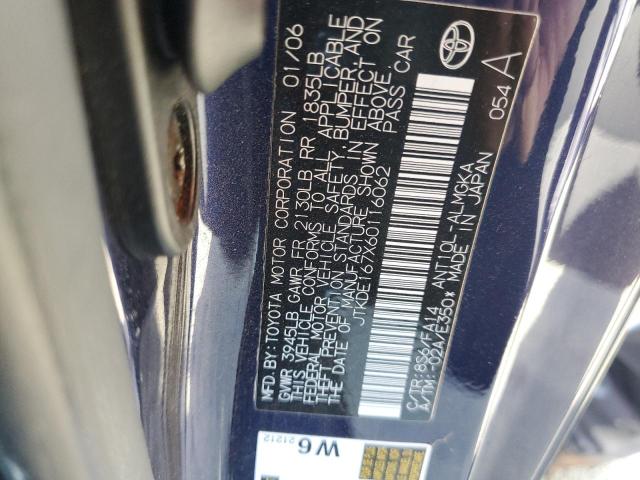 MFD.BY:TOYOTA MOTOR CORPORATION 01/06
GVWR 3945LB GAWR FR 2130LB RR 1835LB
THIS VEHICLE CONFORMS TO ALL APPLICABLE
FEDERAL MOTOR VEHICLE SAFETY, BUMPER, AND
THEFT PREVENTION STANDARDS IN EFFECT ON
THE DATE OF MANUFACTURE SHOWN ABOVE.
JTKDE167X60116062 PASS CAR
C/TR:8S6/FA14 ANT10L-ALMGKA
A/TM:-02A/E350* MADE IN JAPAN
054 A
W6
21212